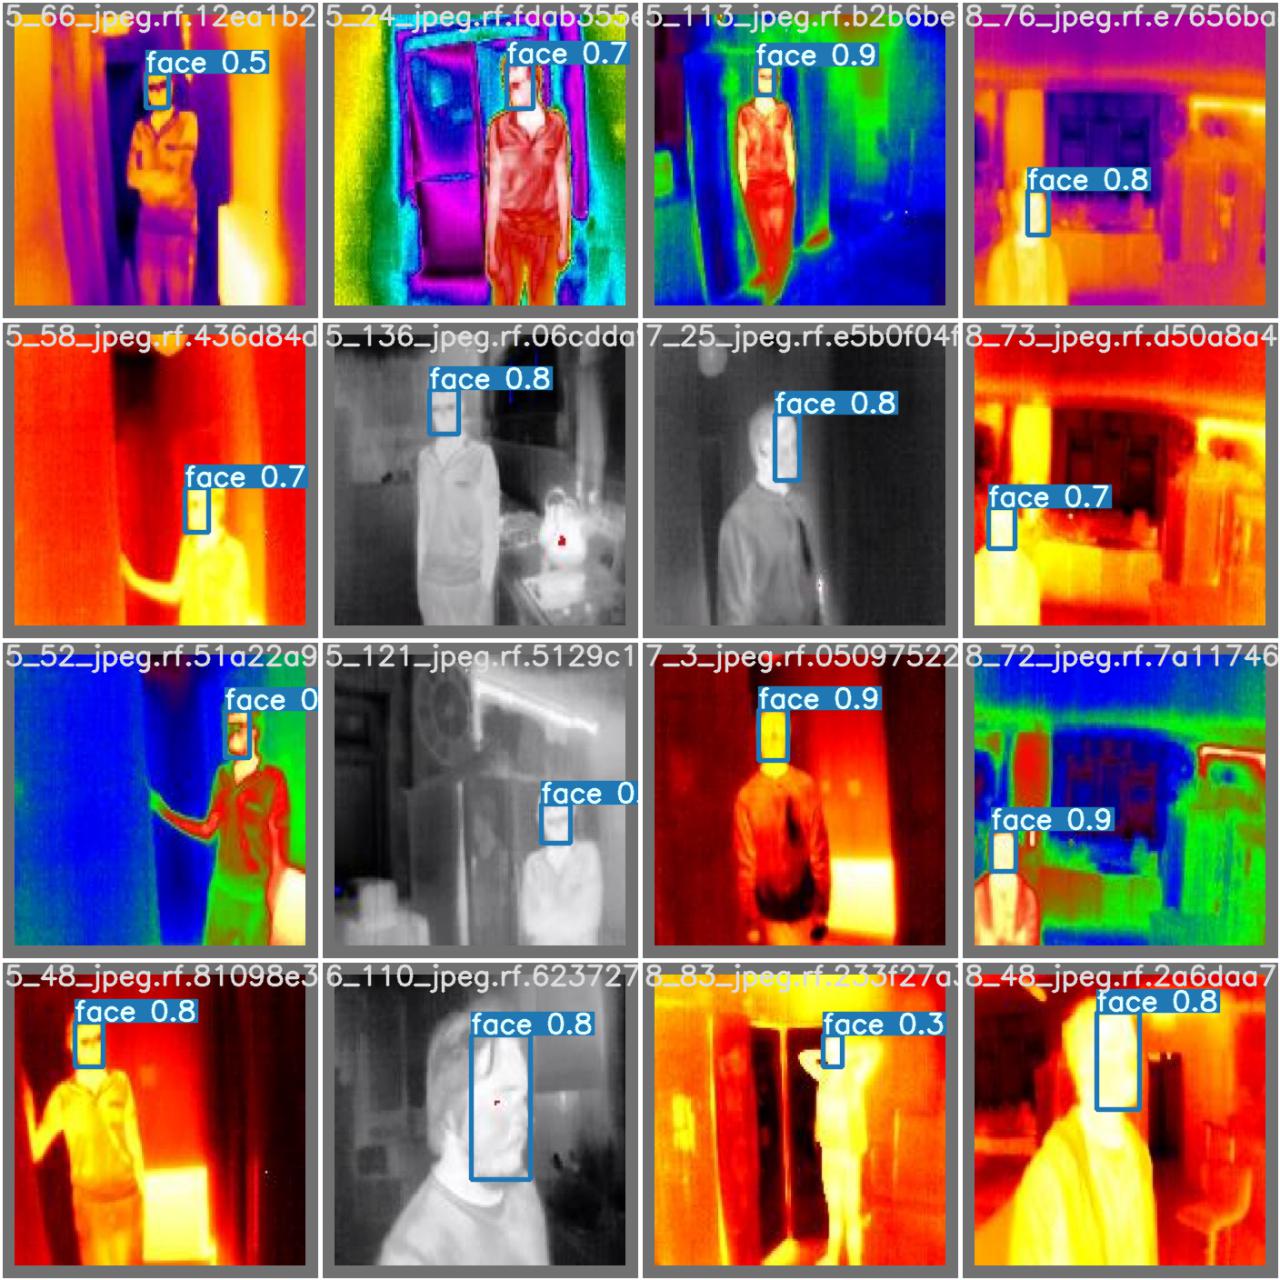 5_66_jpeg.rf.12ea1b2
face 0.5
5_24_jpeg.rf.fdab355e
face 0.7
5_113_jpeg.rf.b2b6be
face 0.9
8_76_jpeg.rf.e7656ba
face 0.8
5_58_jpeg.rf.436d84d
face 0.7
5_136_jpeg.rf.06cdda
face 0.8
7_25_jpeg.rf.e5b0f04f
face 0.8
8_73_jpeg.rf.d50a8a4
face 0.7
5_52_jpeg.rf.51a22a9
face 0
5_121_jpeg.rf.5129c1
face 0.
7_3_jpeg.rf.05097522
face 0.9
8_72_jpeg.rf.7a11746
face 0.9
5_48_jpeg.rf.81098e3
face 0.8
6_110_jpeg.rf.623727
face 0.8
8_83_jpeg.rf.233f27a
face 0.3
8_48_jpeg.rf.2a6daa7
face 0.8